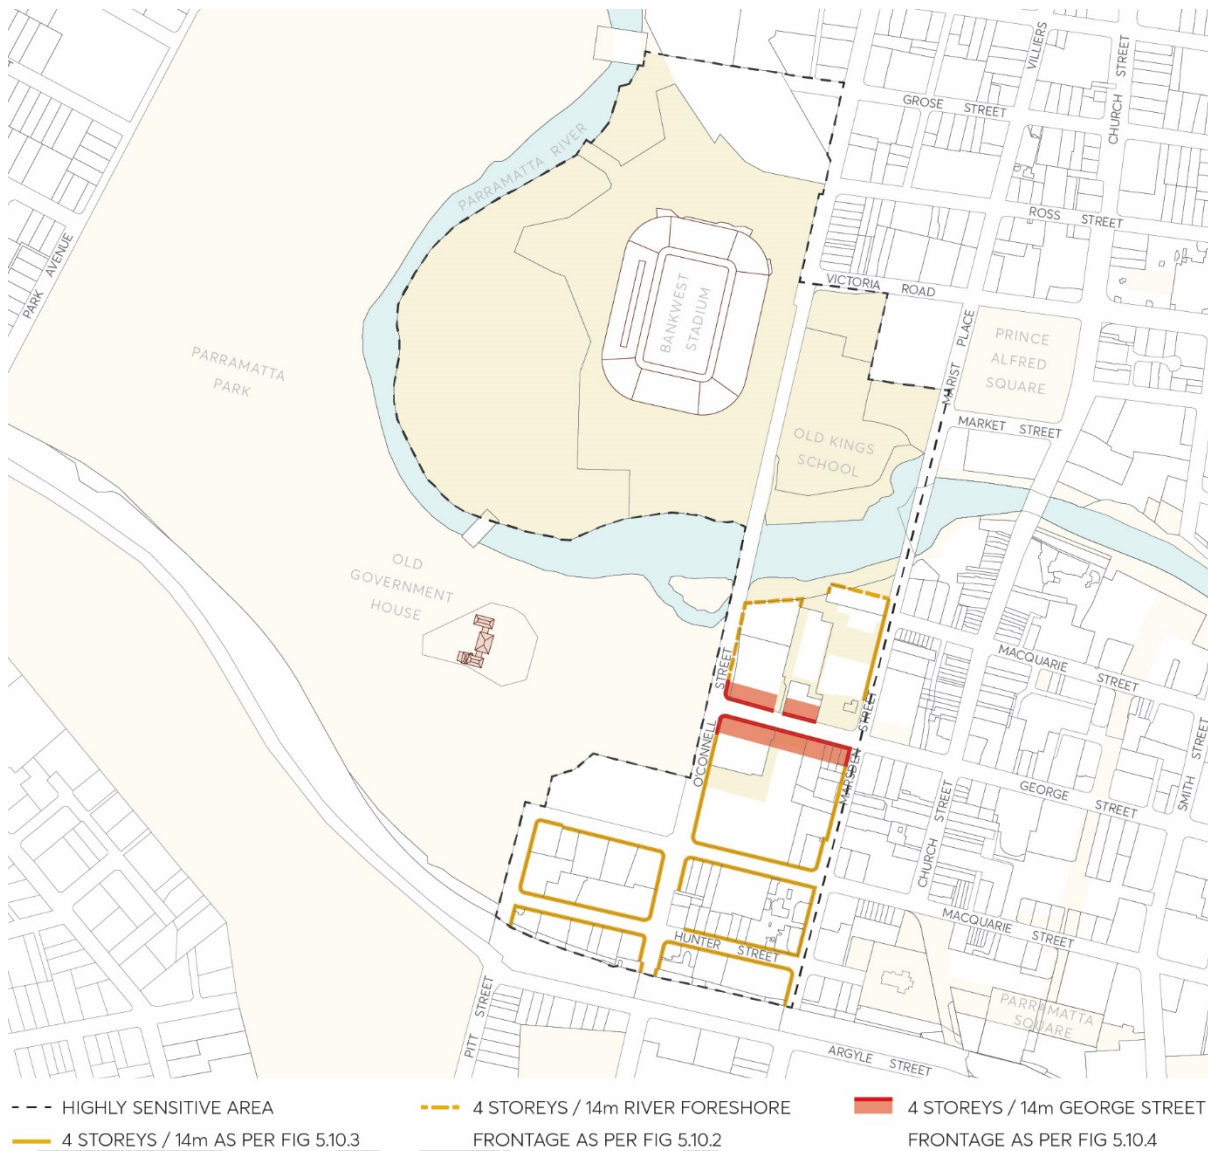 VILLIERS
CHURCH STREET
GROSE STREET
PARRAMATTA RIVER
ROSS STREET
PARK AVENUE
VICTORIA ROAD
BANKWEST
STADIUM
PRINCE
ALFRED
SQUARE
MARIST PLACE
PARRAMATTA
PARK
MARKET STREET
OLD KINGS
SCHOOL
OLD
GOVERNMENT
HOUSE
MACQUARIE STREET
O'CONNELL STREET
MARSDEN STREET
SMITH STREET
GEORGE STREET
CHURCH STREET
MACQUARIE STREET
HUNTER STREET
PITT STREET
PARRAMATTA
SQUARE
ARGYLE STREET
HIGHLY SENSITIVE AREA
4 STOREYS / 14m RIVER FORESHORE
4 STOREYS / 14m GEORGE STREET
4 STOREYS / 14m AS PER FIG 5.10.3
FRONTAGE AS PER FIG 5.10.2
FRONTAGE AS PER FIG 5.10.4